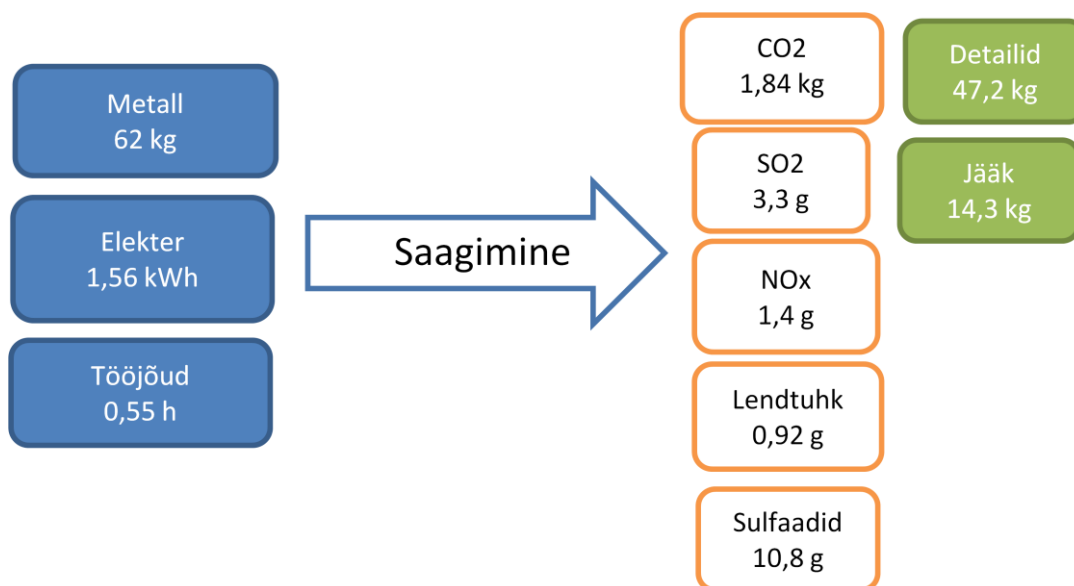 Metall
62 kg
Elekter
1,56 kWh
Tööjõud
0,55 h
Saagimine
CO2
1,84 kg
SO2
3,3 g
NOx
1,4 g
Lendtuhk
0,92 g
Sulfaadid
10,8 g
Detailid
47,2 kg
Jääk
14,3 kg